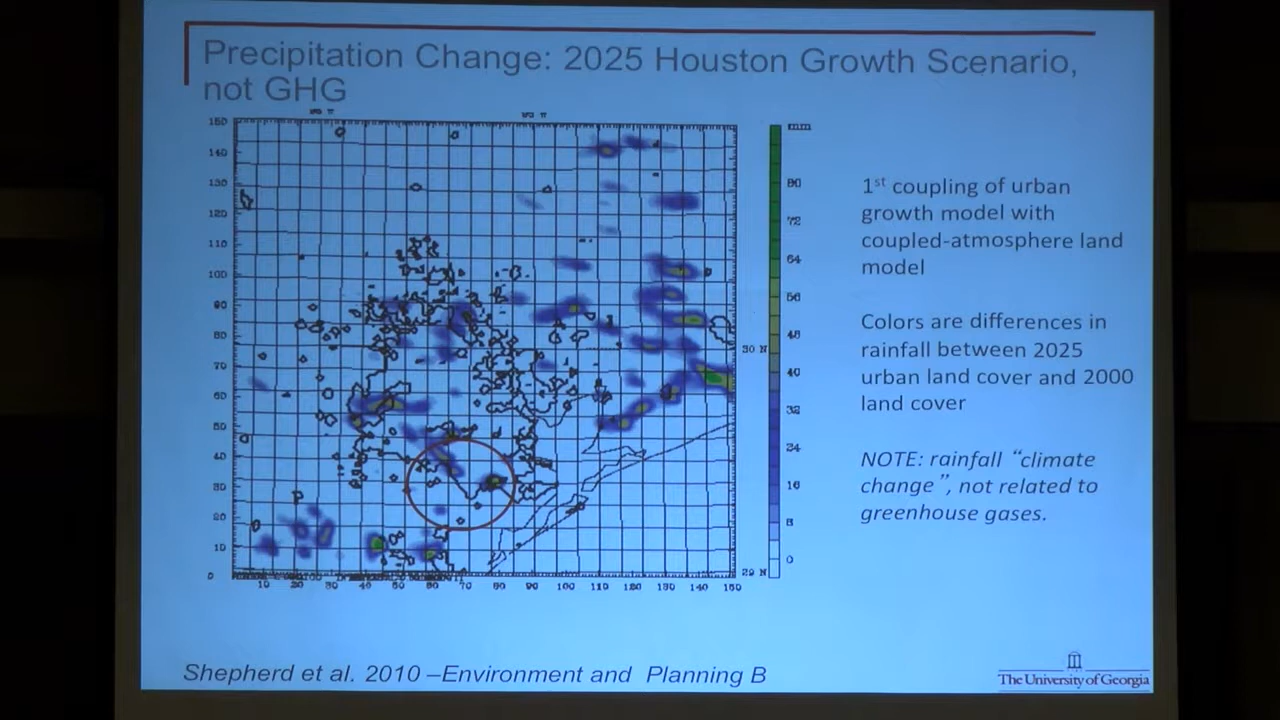 Precipitation Change: 2025 Houston Growth Scenario,
not GHG
150
140
130
120
110
100
90
80
70
60
50
40
30
20
10
0
10 20 30 40 50 60 70 80 90 100 110 120 130 140 150
30 N
29 N
mm
80
72
64
56
48
40
32
24
16
8
0
1st coupling of urban
growth model with
coupled-atmosphere land
model
Colors are differences in
rainfall between 2025
urban land cover and 2000
land cover
NOTE: rainfall “climate
change”, not related to
greenhouse gases.
Shepherd et al. 2010 –Environment and Planning B
The University of Georgia